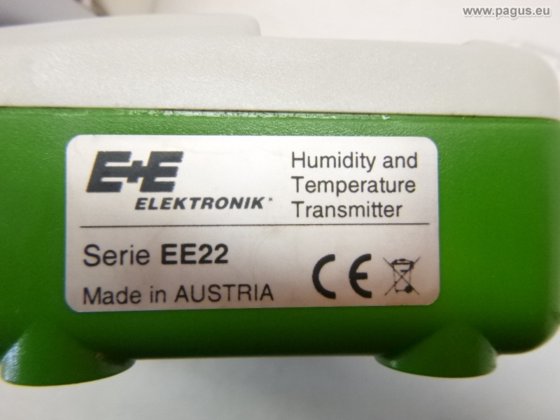 www.pagus.eu
E+E
ELEKTRONIK
Humidity and
Temperature
Transmitter
Serie EE22
Made in AUSTRIA
CE